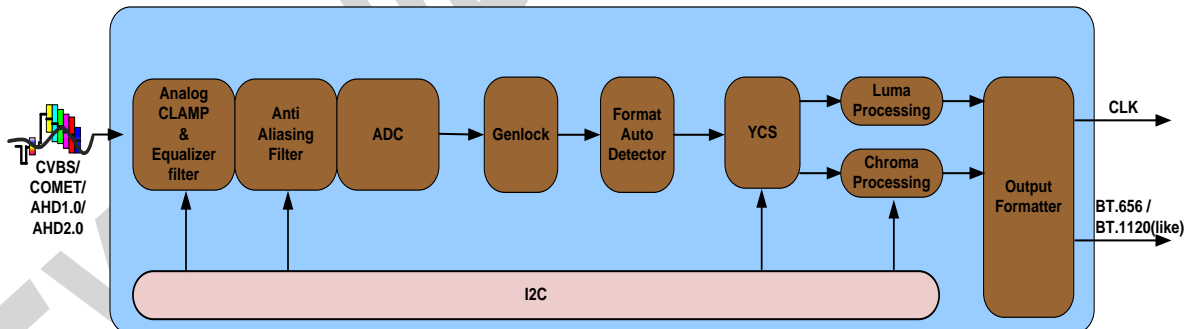 Analog
CLAMP
&
Equalizer
filter
Anti
Aliasing
Filter
ADC
Genlock
Format
Auto
Detector
YCS
Luma
Processing
Chroma
Processing
Output
Formatter
CLK
BT.656 /
BT.1120(like)
CVBS/
COMET/
AHD1.0/
AHD2.0
I2C